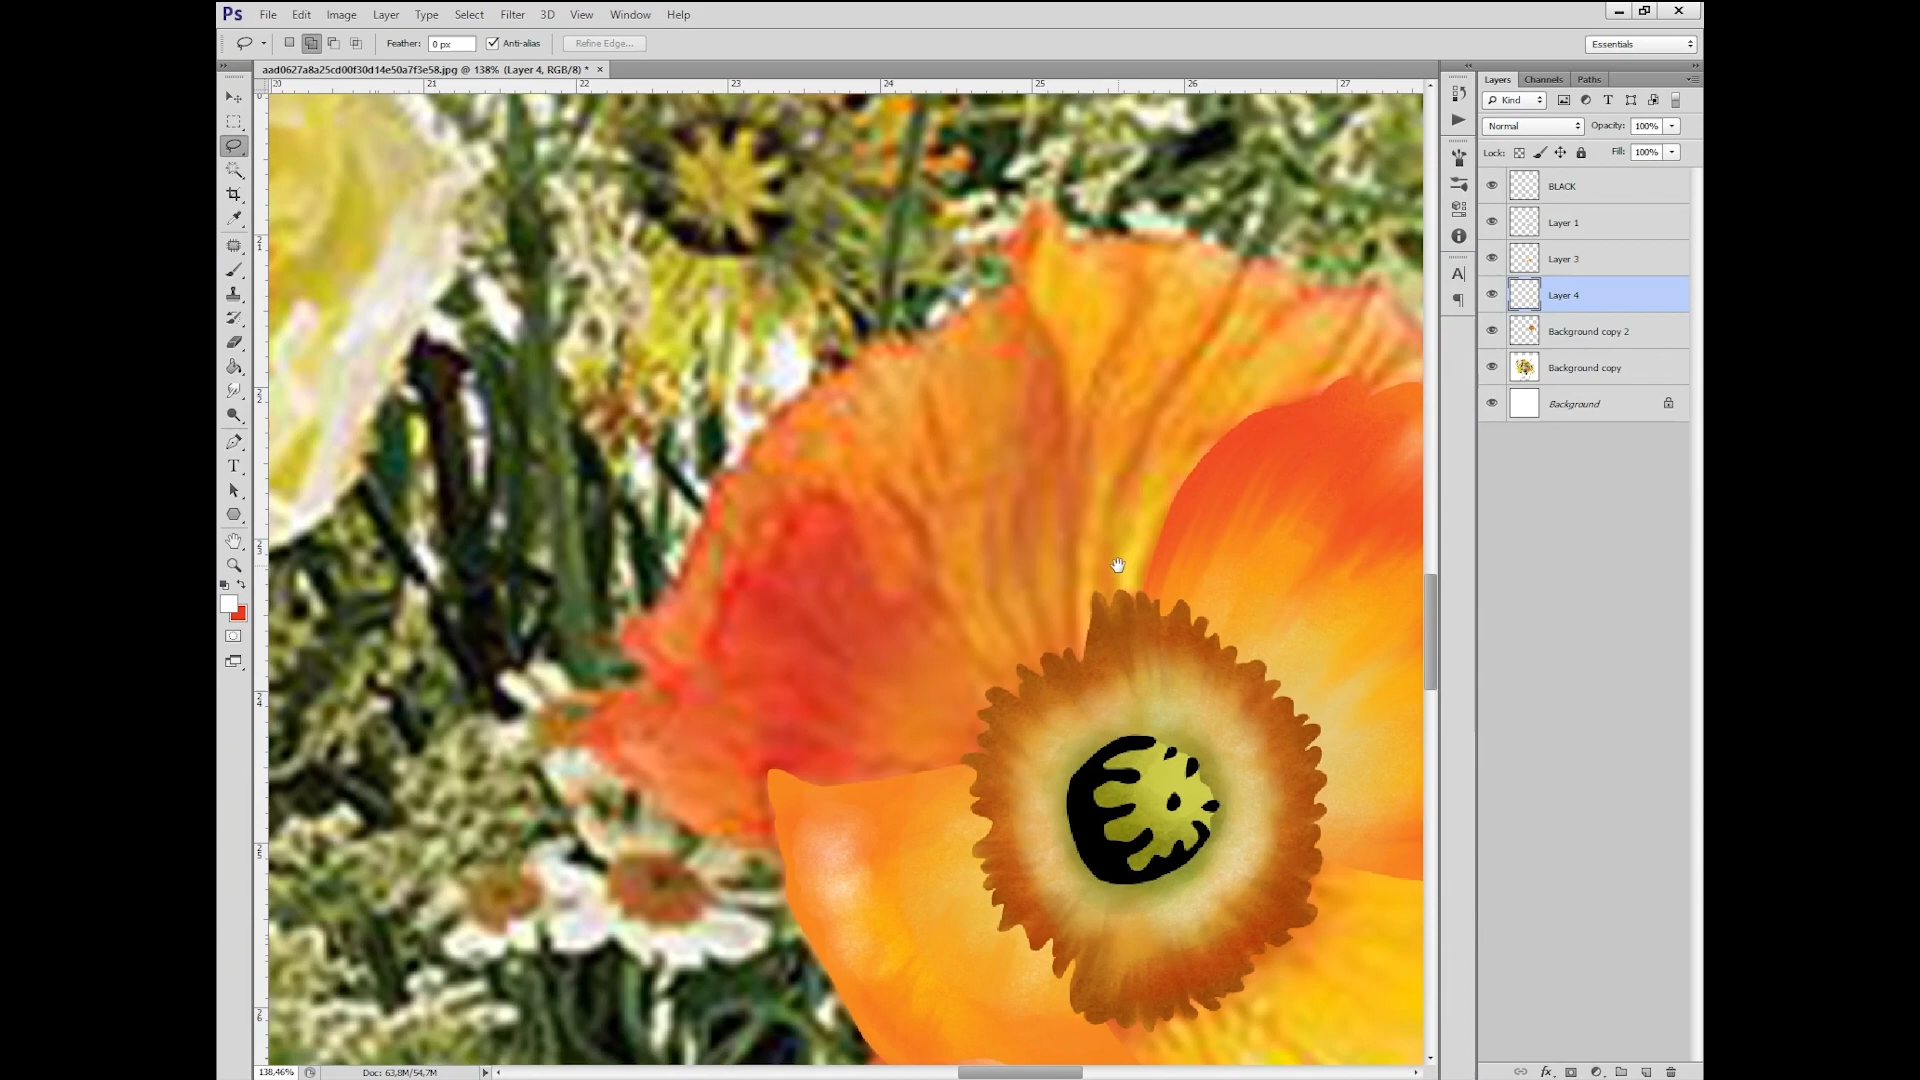 Ps File Edit Image Layer Type Select Filter 3D View Window Help
Feather: 0 px Anti-alias Refine Edge... Essentials
aad0627a8a25cd00f30d14e50a7f3e58.jpg @ 138% (Layer 4, RGB/8) * ×
20 21 22 23 24 25 26 27
Layers Channels Paths
Kind
Normal Opacity: 100%
Lock: Fill: 100%
BLACK
Layer 1
Layer 3
Layer 4
Background copy 2
Background copy
Background
138,46% Doc: 63,8M/54,7M